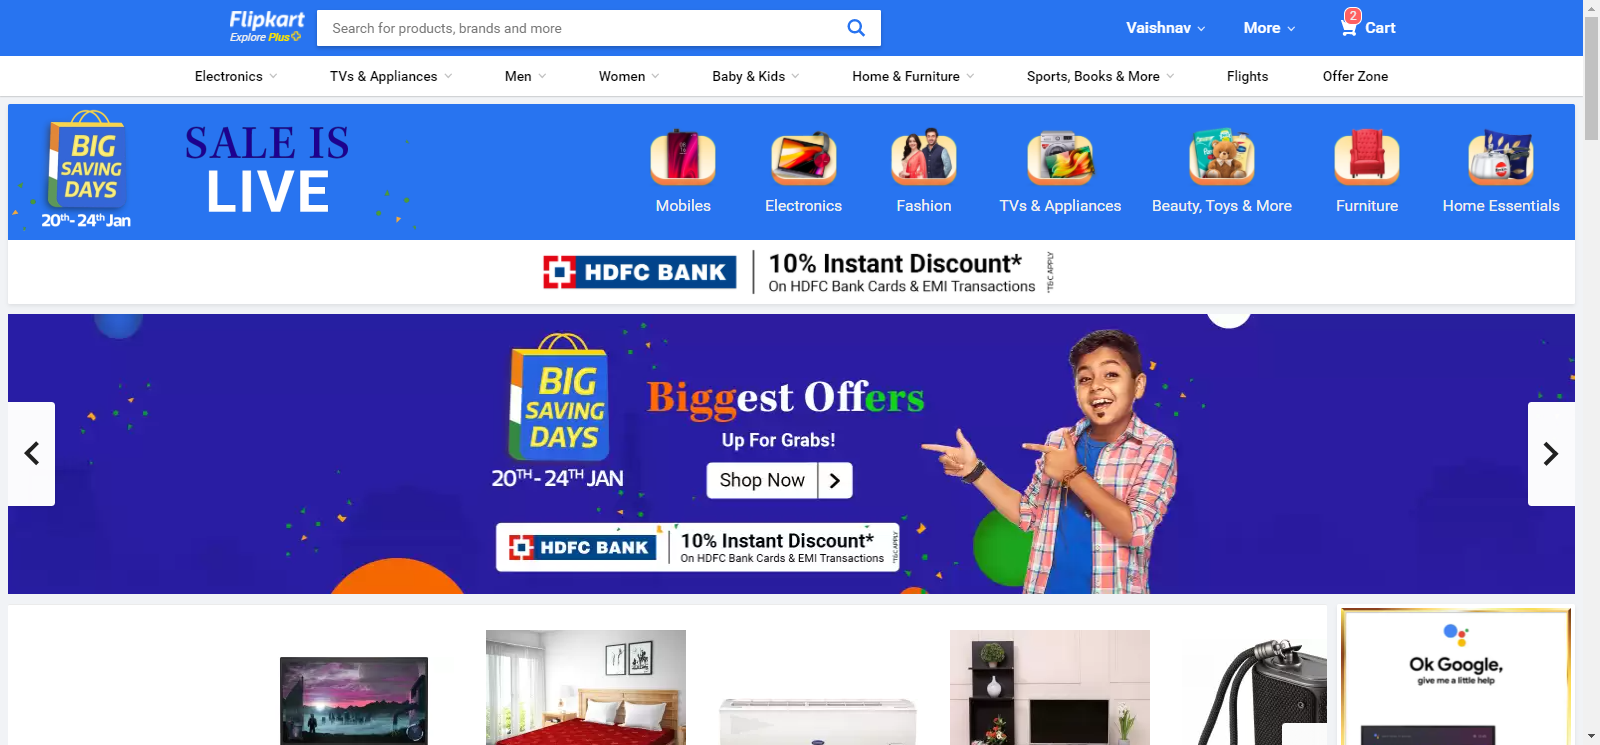 Flipkart
Explore Plus
Search for products, brands and more
Vaishnav
More
2
Cart
Electronics
TVs & Appliances
Men
Women
Baby & Kids
Home & Furniture
Sports, Books & More
Flights
Offer Zone
BIG
SAVING
DAYS
20th - 24th Jan
SALE IS
LIVE
Mobiles
Electronics
Fashion
TVs & Appliances
Beauty, Toys & More
Furniture
Home Essentials
HDFC BANK
10% Instant Discount*
On HDFC Bank Cards & EMI Transactions
*T&C APPLY
BIG
SAVING
DAYS
20TH - 24TH JAN
Biggest Offers
Up For Grabs!
Shop Now
HDFC BANK
10% Instant Discount*
On HDFC Bank Cards & EMI Transactions
*T&C APPLY
Ok Google,
give me a little help